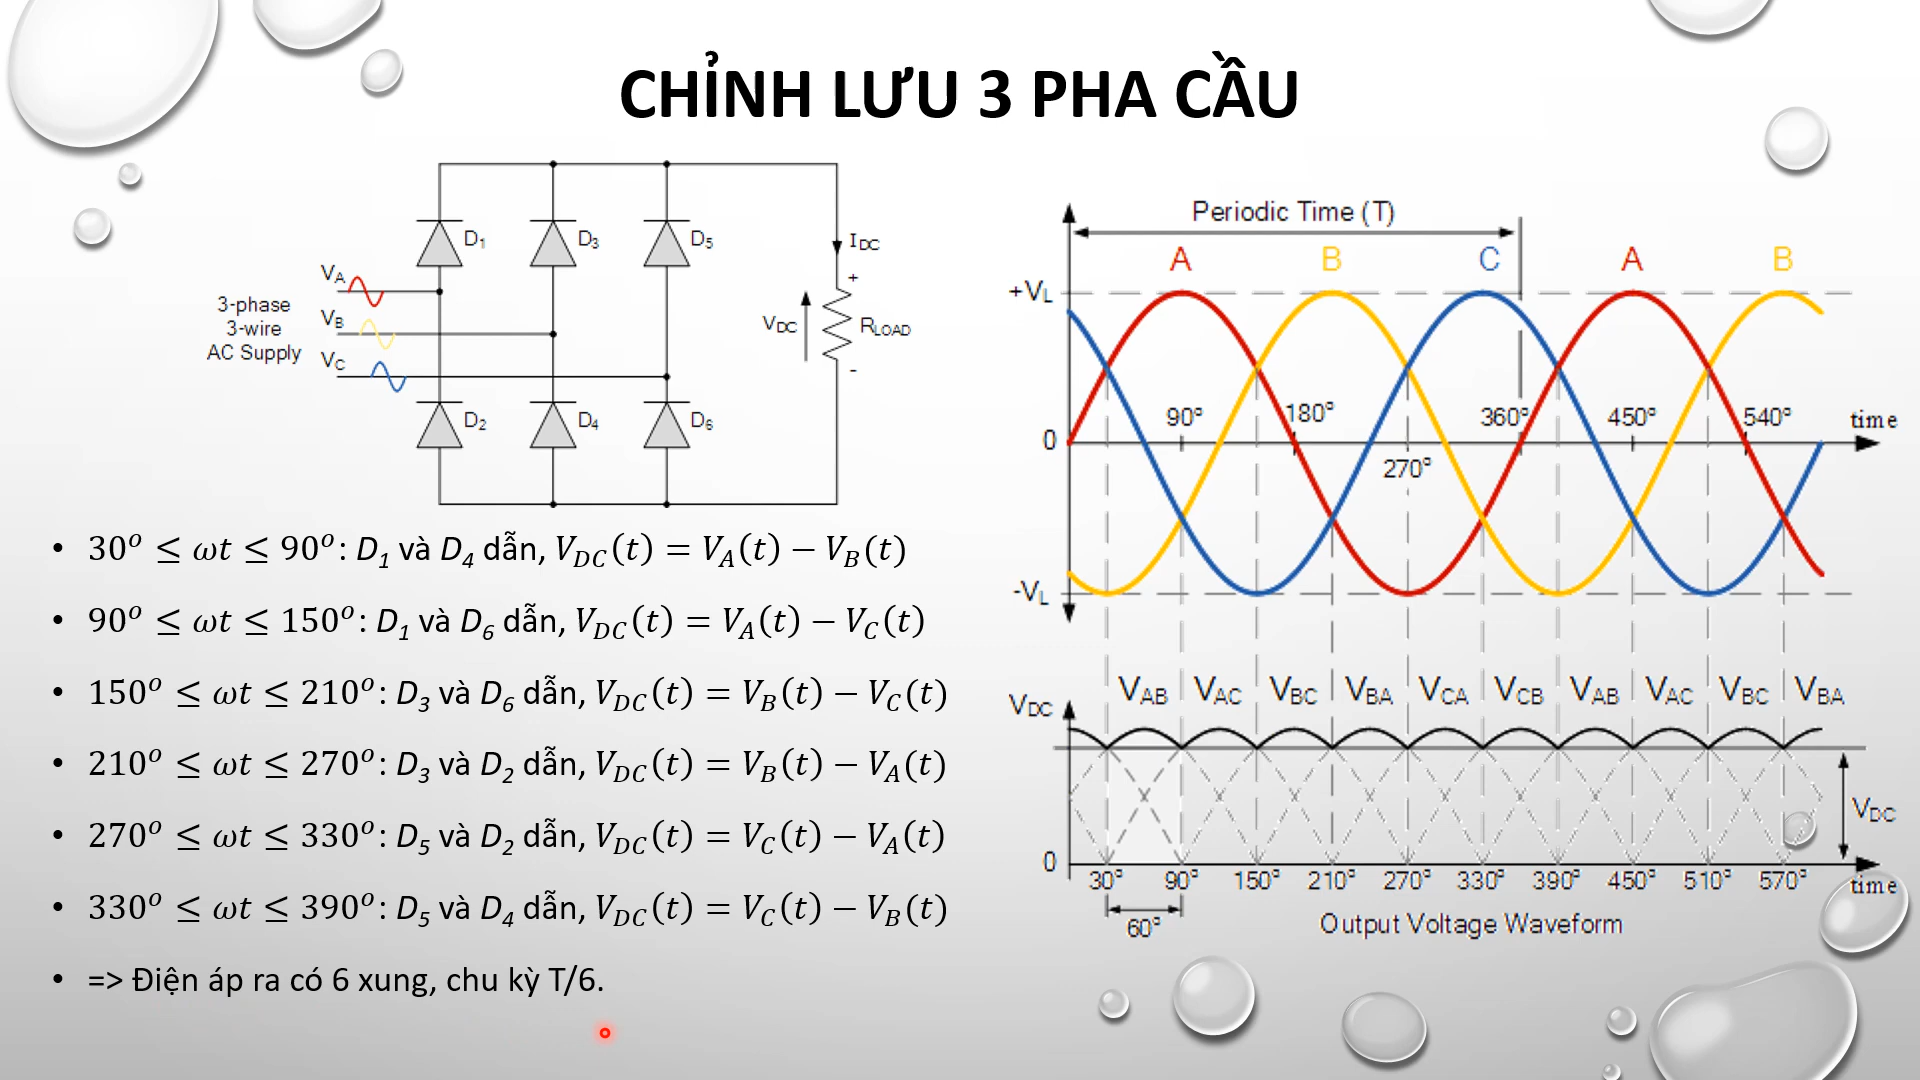 CHỈNH LƯU 3 PHA CẦU
D1 D3 D5
IDC
+
VA
3-phase
3-wire
AC Supply
VB
VC
VDC
RLOAD
-
D2 D4 D6
• 30° ≤ ωt ≤ 90°: D1 và D4 dẫn, VDC(t) = VA(t) − VB(t)
• 90° ≤ ωt ≤ 150°: D1 và D6 dẫn, VDC(t) = VA(t) − VC(t)
• 150° ≤ ωt ≤ 210°: D3 và D6 dẫn, VDC(t) = VB(t) − VC(t)
• 210° ≤ ωt ≤ 270°: D3 và D2 dẫn, VDC(t) = VB(t) − VA(t)
• 270° ≤ ωt ≤ 330°: D5 và D2 dẫn, VDC(t) = VC(t) − VA(t)
• 330° ≤ ωt ≤ 390°: D5 và D4 dẫn, VDC(t) = VC(t) − VB(t)
• => Điện áp ra có 6 xung, chu kỳ T/6.
Periodic Time (T)
A B C A B
+VL
90° 180° 360° 450° 540° time
0
270°
-VL
VAB VAC VBC VBA VCA VCB VAB VAC VBC VBA
VDC
VDC
0
30° 90° 150° 210° 270° 330° 390° 450° 510° 570° time
60°
Output Voltage Waveform